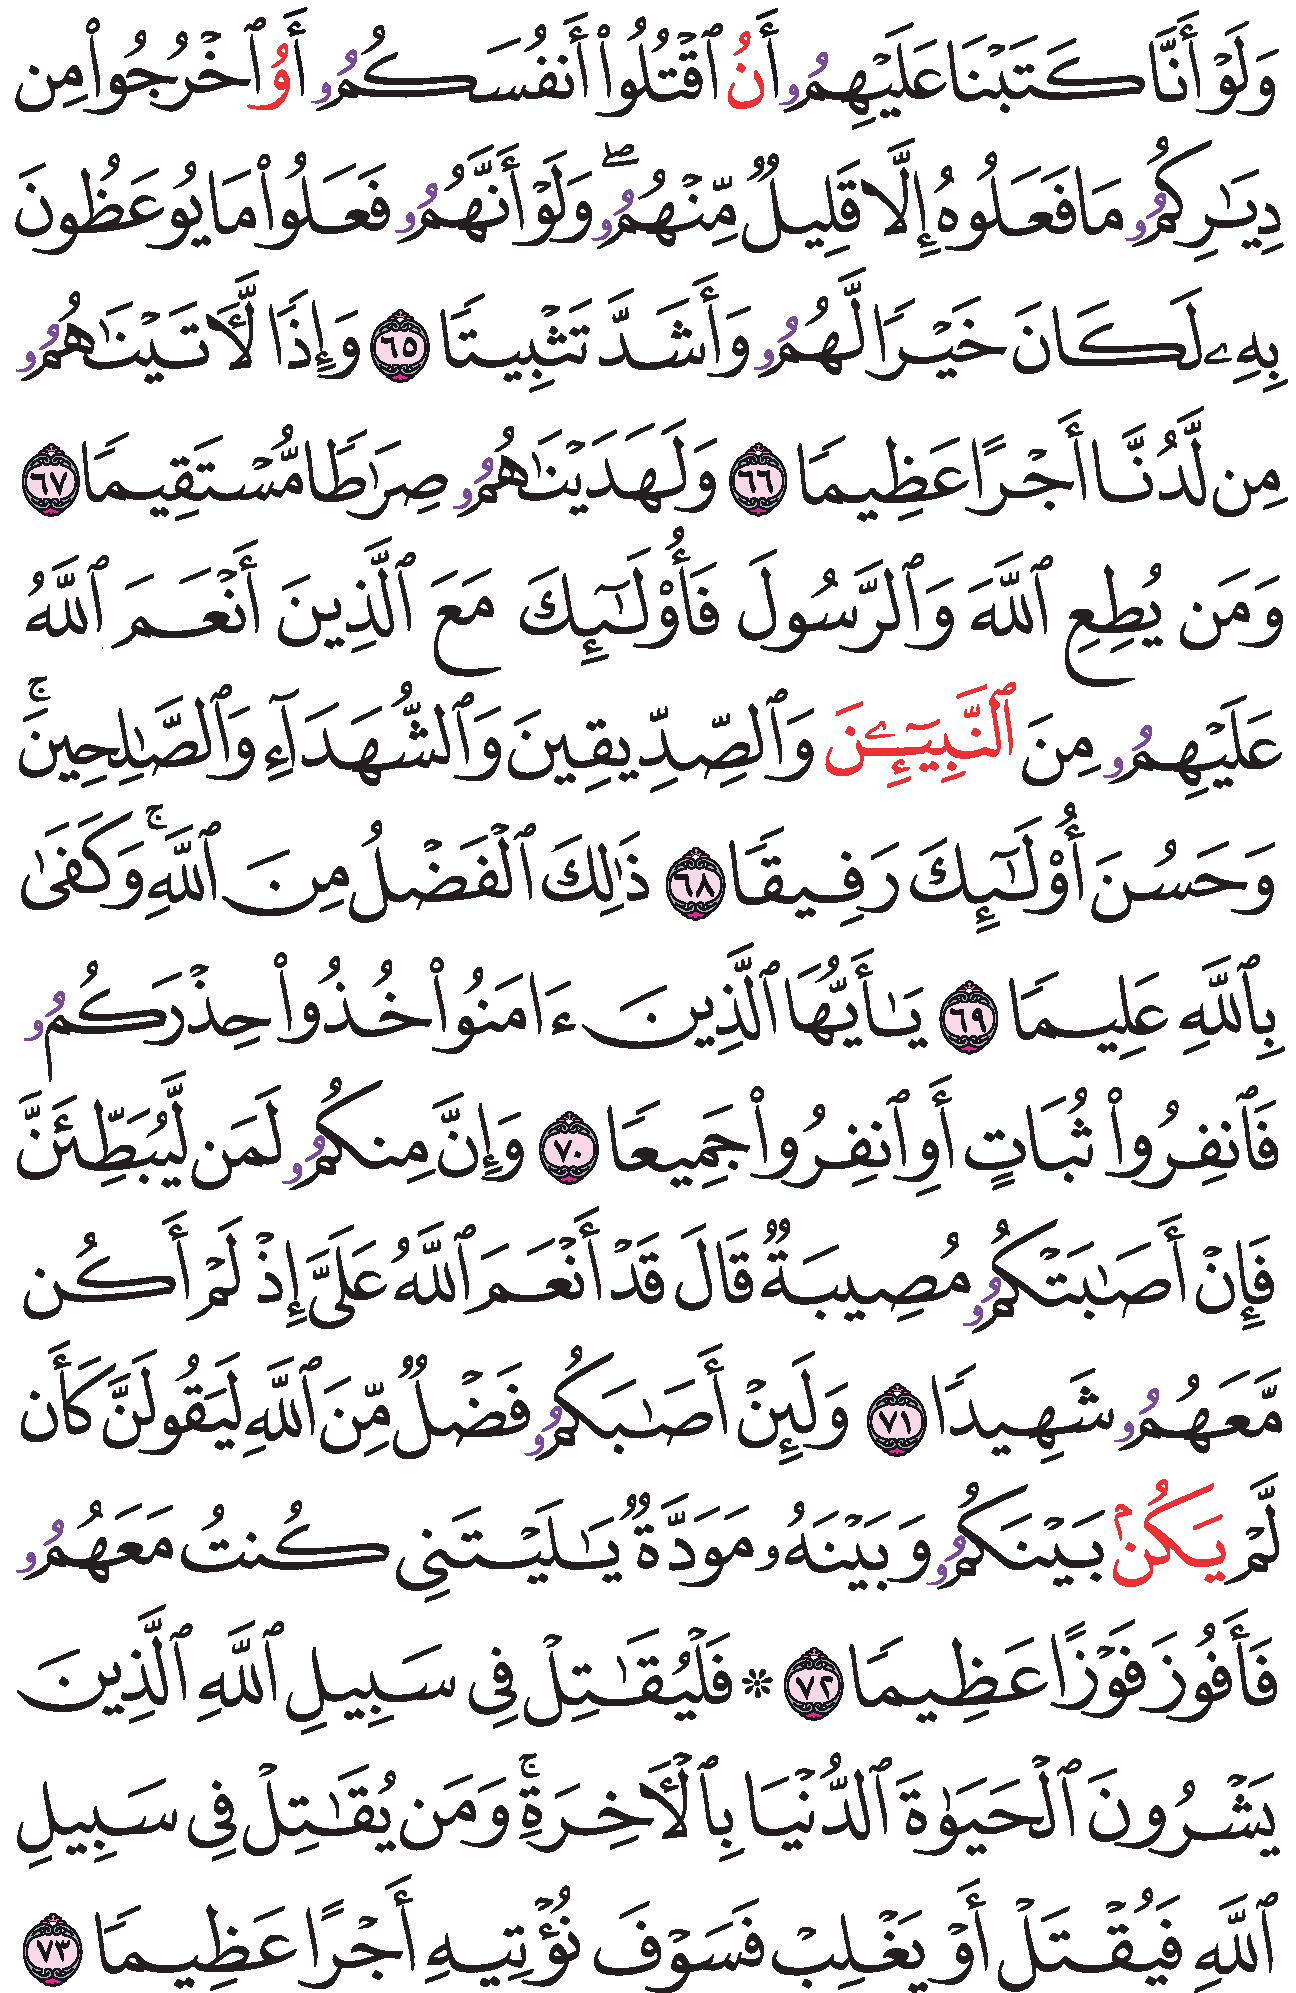 وَلَوْ أَنَّا كَتَبْنَا عَلَيْهِمُۥ أَنُ ٱقْتُلُوا۟ أَنفُسَكُمُۥ أَوُ ٱخْرُجُوا۟ مِن
دِيَٰرِكُمُۥ مَا فَعَلُوهُ إِلَّا قَلِيلٌ مِّنْهُمُۥۖ وَلَوْ أَنَّهُمُۥ فَعَلُوا۟ مَا يُوعَظُونَ
بِهِۦ لَكَانَ خَيْرًا لَّهُمُۥ وَأَشَدَّ تَثْبِيتًا ٦٥ وَإِذًا لَّأَتَيْنَٰهُمُۥ
مِن لَّدُنَّا أَجْرًا عَظِيمًا ٦٦ وَلَهَدَيْنَٰهُمُۥ صِرَٰطًا مُّسْتَقِيمًا ٦٧
وَمَن يُطِعِ ٱللَّهَ وَٱلرَّسُولَ فَأُو۟لَٰٓئِكَ مَعَ ٱلَّذِينَ أَنْعَمَ ٱللَّهُ
عَلَيْهِمُۥ مِنَ ٱلنَّبِيٓـِٔينَ وَٱلصِّدِّيقِينَ وَٱلشُّهَدَآءِ وَٱلصَّٰلِحِينَۚ
وَحَسُنَ أُو۟لَٰٓئِكَ رَفِيقًا ٦٨ ذَٰلِكَ ٱلْفَضْلُ مِنَ ٱللَّهِۚ وَكَفَىٰ
بِٱللَّهِ عَلِيمًا ٦٩ يَٰأَيُّهَا ٱلَّذِينَ ءَامَنُوا۟ خُذُوا۟ حِذْرَكُمُۥ
فَٱنفِرُوا۟ ثُبَاتٍ أَوِ ٱنفِرُوا۟ جَمِيعًا ٧٠ وَإِنَّ مِنكُمُۥ لَمَن لَّيُبَطِّئَنَّ
فَإِنْ أَصَٰبَتْكُمُۥ مُصِيبَةٌ قَالَ قَدْ أَنْعَمَ ٱللَّهُ عَلَيَّ إِذْ لَمْ أَكُن
مَّعَهُمُۥ شَهِيدًا ٧١ وَلَئِنْ أَصَٰبَكُمُۥ فَضْلٌ مِّنَ ٱللَّهِ لَيَقُولَنَّ كَأَن
لَّمْ يَكُنۢ بَيْنَكُمُۥ وَبَيْنَهُۥ مَوَدَّةٌ يَٰلَيْتَنِي كُنتُ مَعَهُمُۥ
فَأَفُوزَ فَوْزًا عَظِيمًا ٧٢ ۞ فَلْيُقَٰتِلْ فِي سَبِيلِ ٱللَّهِ ٱلَّذِينَ
يَشْرُونَ ٱلْحَيَوٰةَ ٱلدُّنْيَا بِٱلْأَخِرَةِۚ وَمَن يُقَٰتِلْ فِي سَبِيلِ
ٱللَّهِ فَيُقْتَلْ أَوْ يَغْلِبْ فَسَوْفَ نُؤْتِيهِ أَجْرًا عَظِيمًا ٧٣